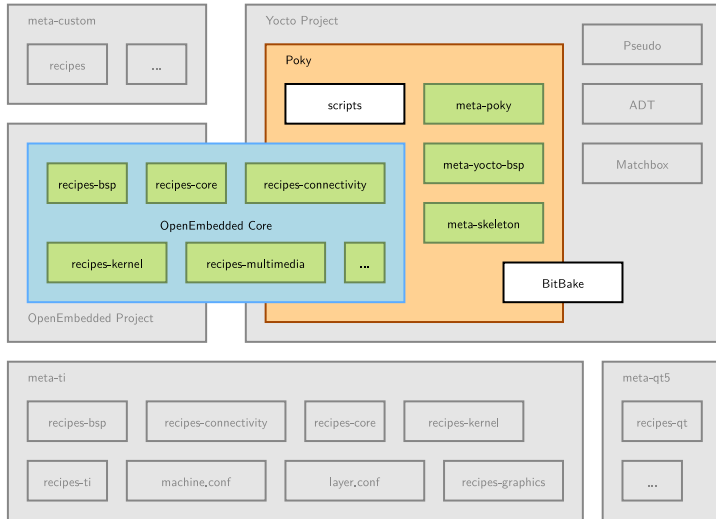 meta-custom
recipes
...
Yocto Project
Poky
scripts
meta-poky
meta-yocto-bsp
meta-skeleton
BitBake
Pseudo
ADT
Matchbox
recipes-bsp
recipes-core
recipes-connectivity
OpenEmbedded Core
recipes-kernel
recipes-multimedia
...
OpenEmbedded Project
meta-ti
recipes-bsp
recipes-connectivity
recipes-core
recipes-kernel
recipes-ti
machine.conf
layer.conf
recipes-graphics
meta-qt5
recipes-qt
...